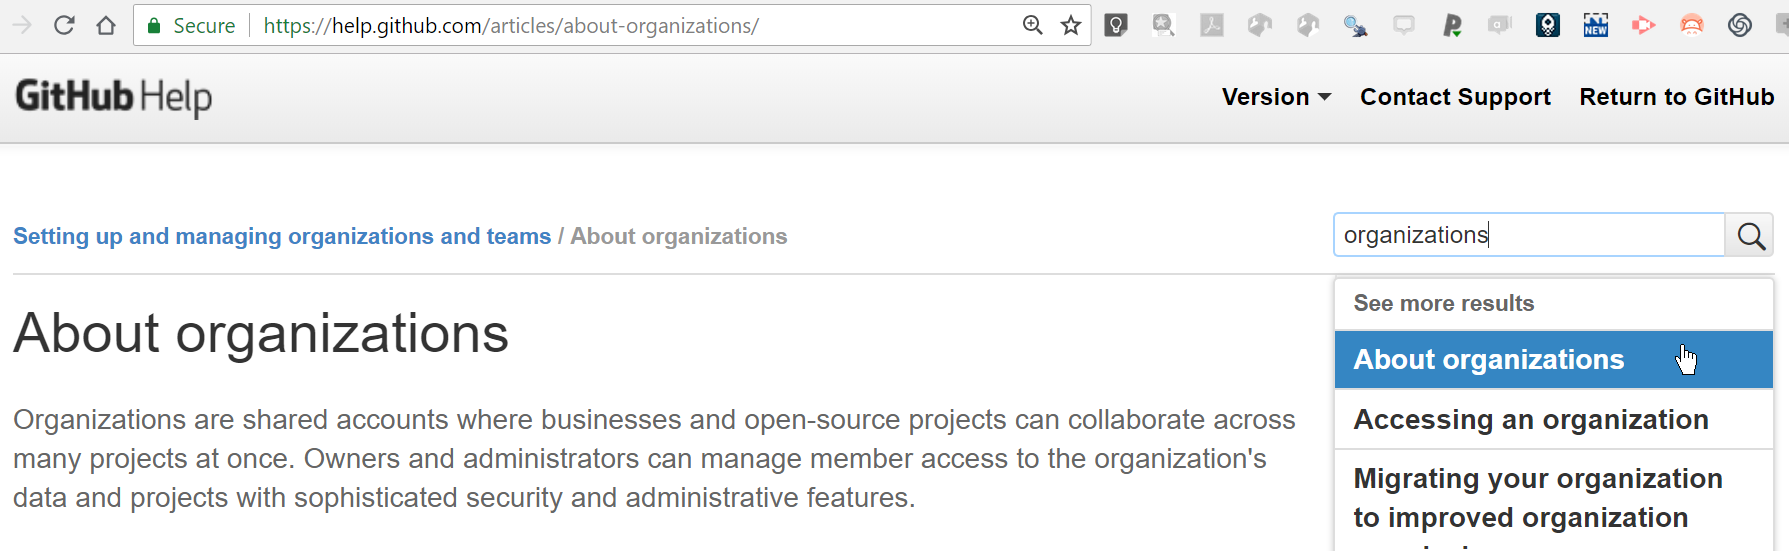 Secure https://help.github.com/articles/about-organizations/
NEW
GitHub Help
Version Contact Support Return to GitHub
Setting up and managing organizations and teams / About organizations
organizations
See more results
About organizations
About organizations
Accessing an organization
Organizations are shared accounts where businesses and open-source projects can collaborate across
many projects at once. Owners and administrators can manage member access to the organization's
data and projects with sophisticated security and administrative features.
Migrating your organization
to improved organization